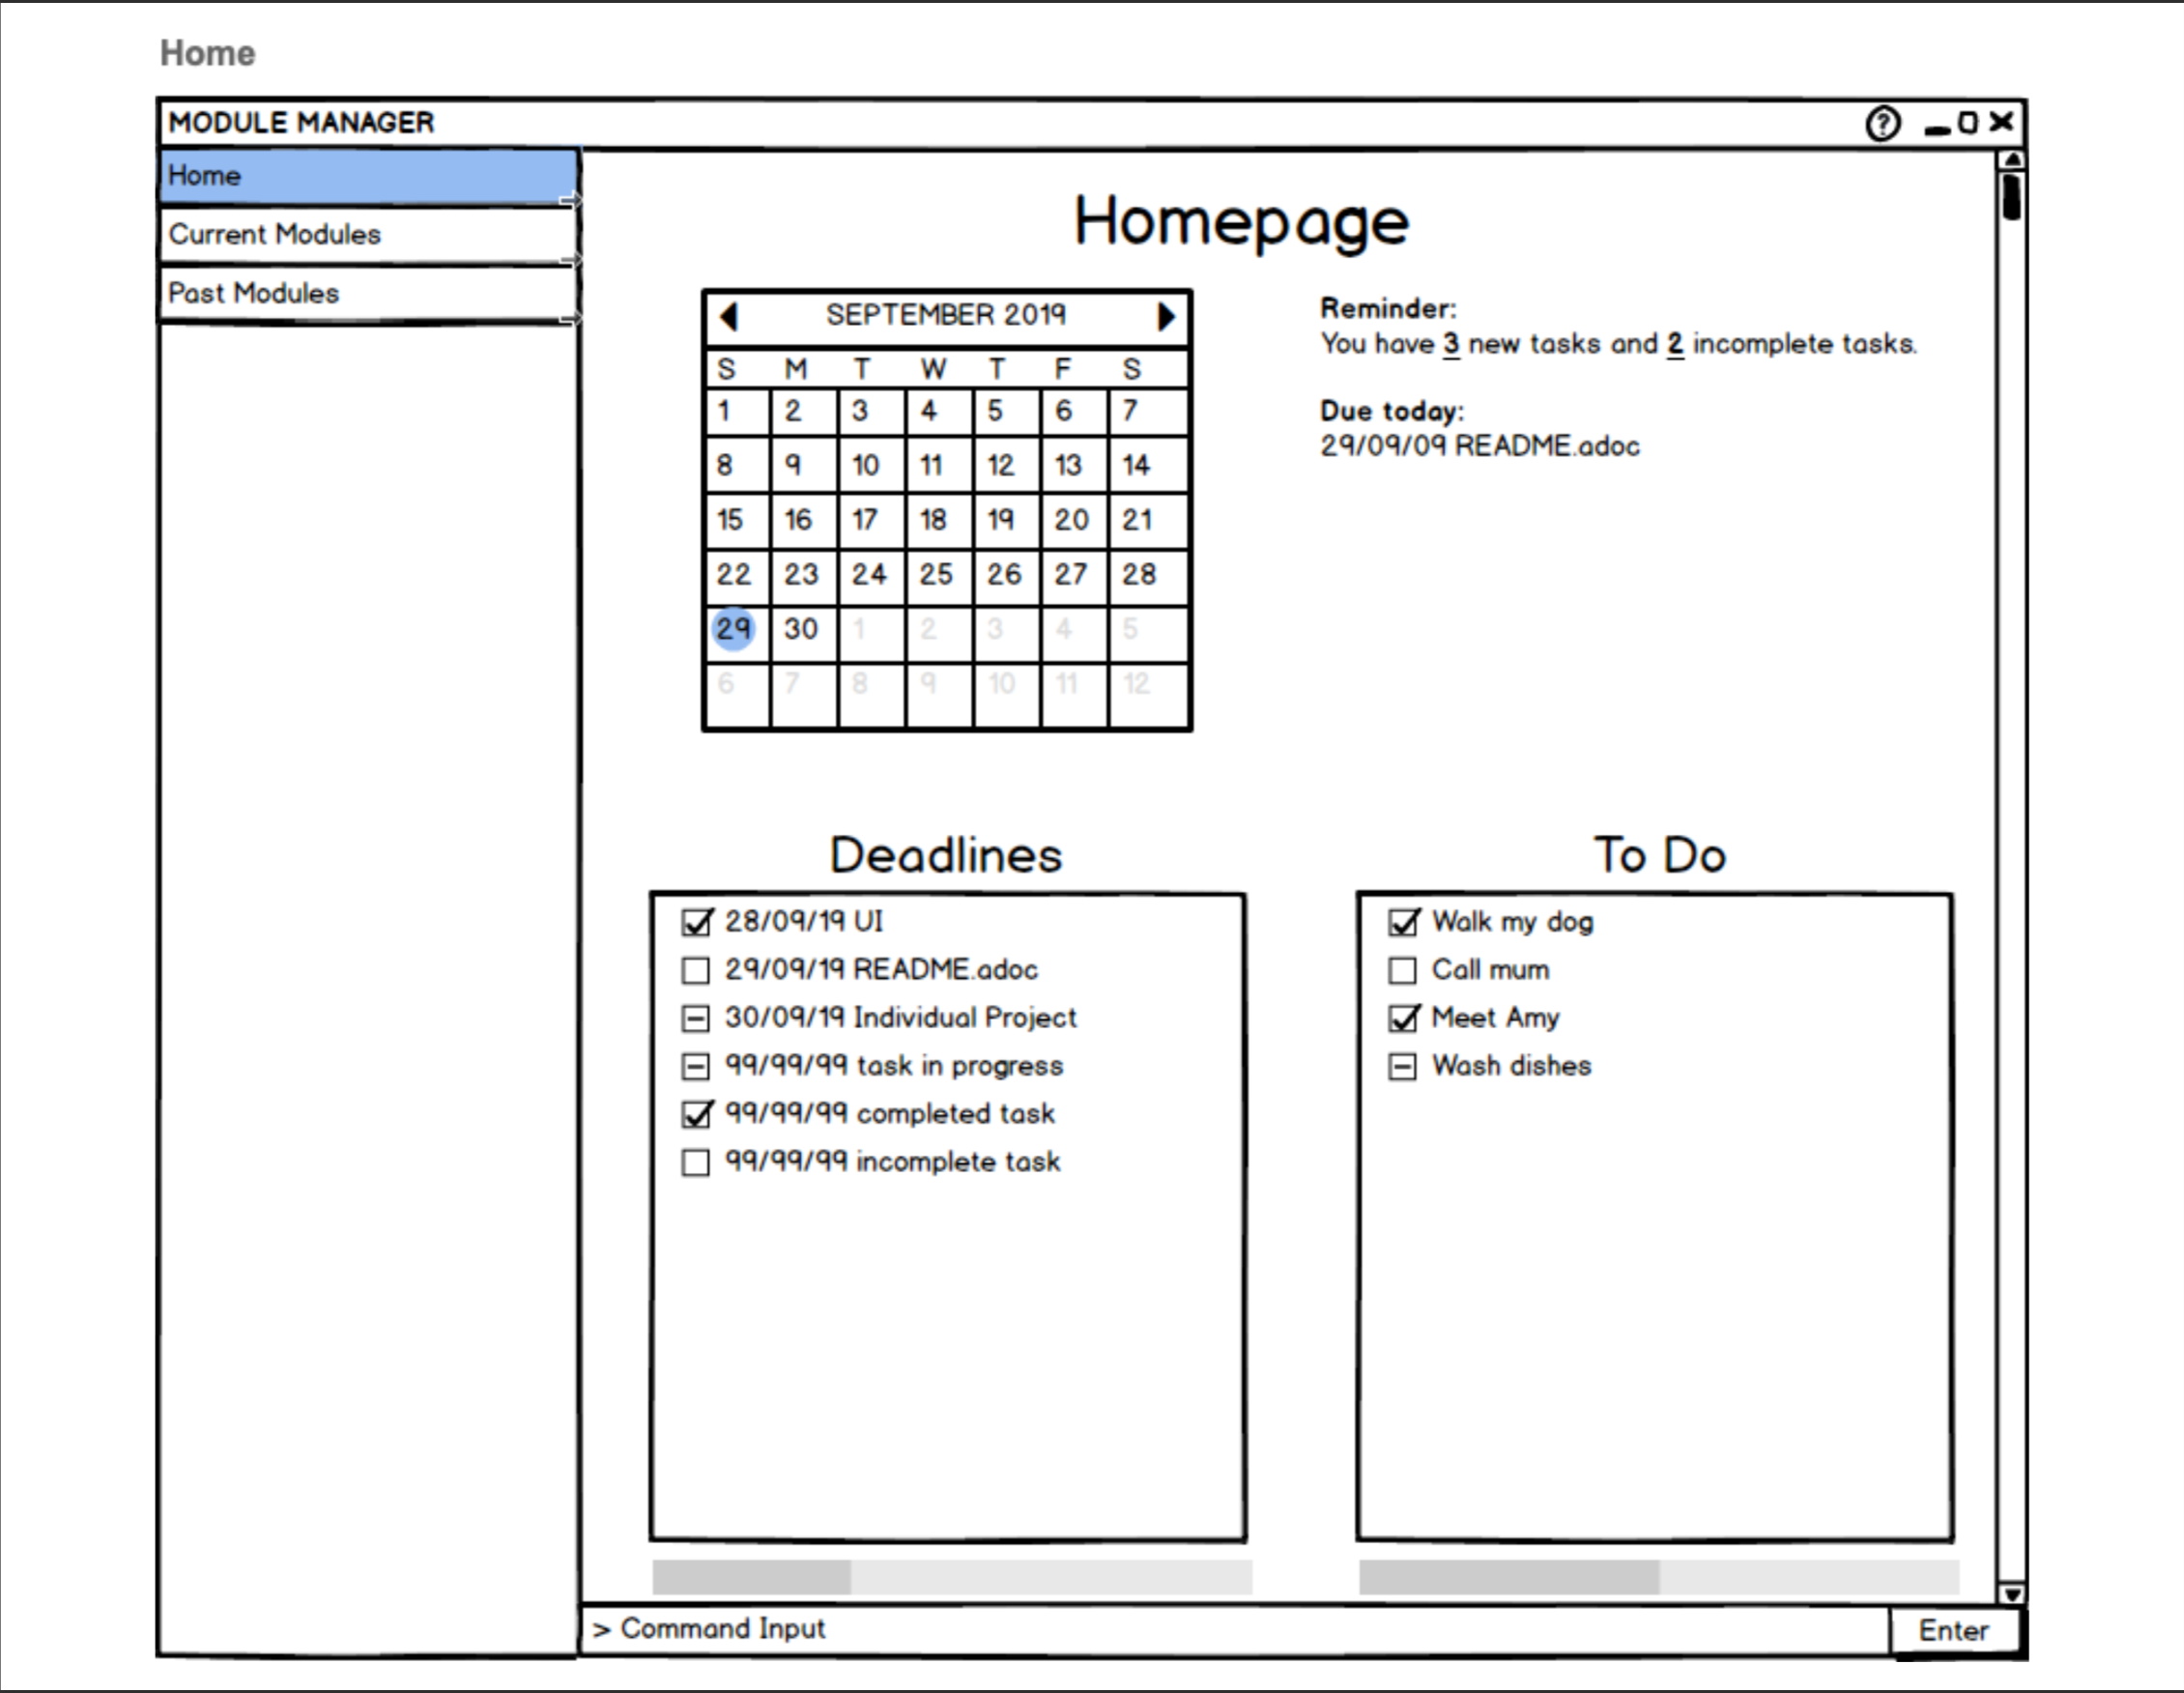 Home
MODULE MANAGER
?
Home
Current Modules
Past Modules
Homepage
SEPTEMBER 2019
S M T W T F S
1 2 3 4 5 6 7
8 9 10 11 12 13 14
15 16 17 18 19 20 21
22 23 24 25 26 27 28
29 30 1 2 3 4 5
6 7 8 9 10 11 12
Reminder:
You have 3 new tasks and 2 incomplete tasks.
Due today:
29/09/09 README.adoc
Deadlines
28/09/19 UI
29/09/19 README.adoc
30/09/19 Individual Project
99/99/99 task in progress
99/99/99 completed task
99/99/99 incomplete task
To Do
Walk my dog
Call mum
Meet Amy
Wash dishes
> Command Input
Enter